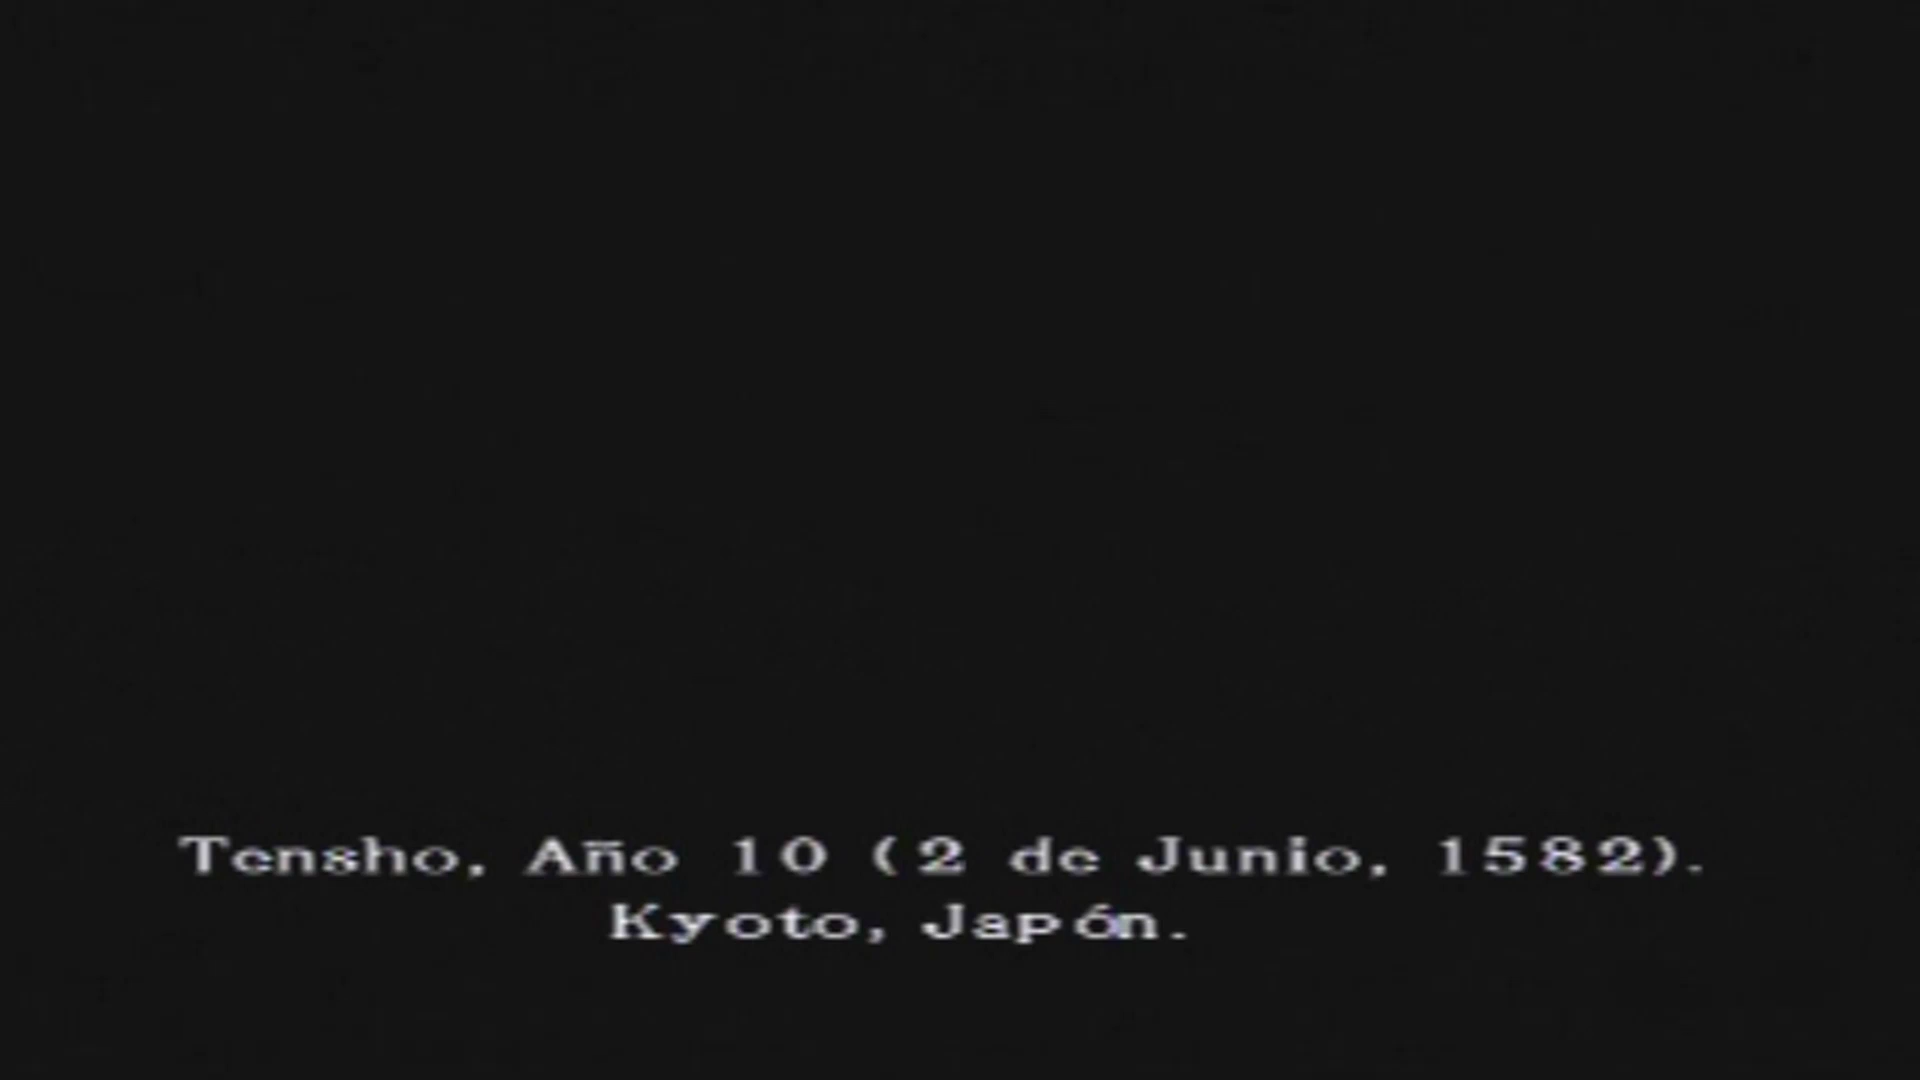 Tensho, Año 10 (2 de Junio, 1582).
Kyoto, Japón.